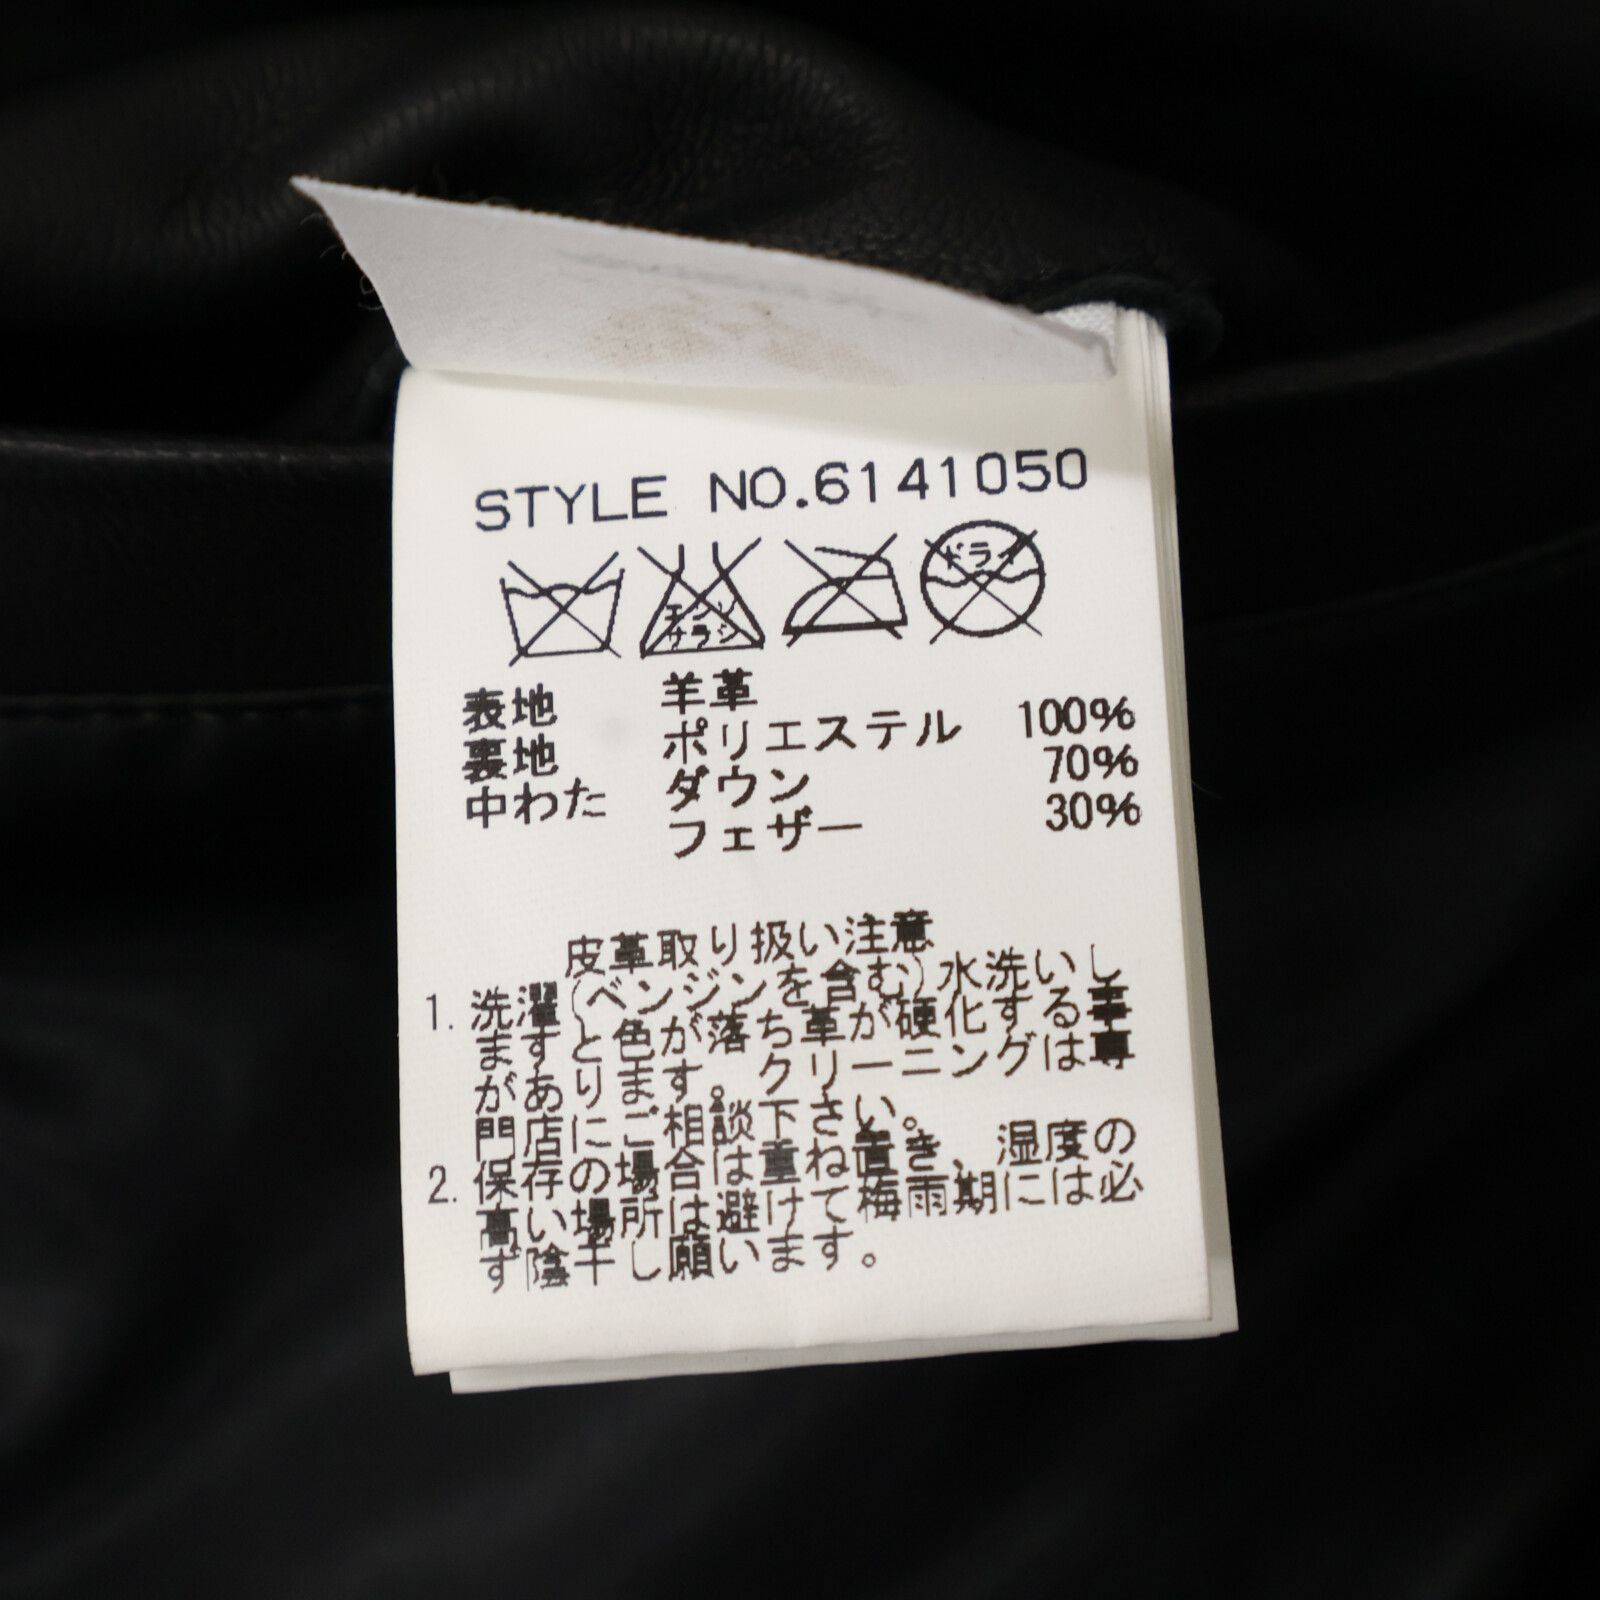 STYLE NO.6141050
ドライ
エンソ
サラシ
表地 羊革
裏地 ポリエステル 100%
中わた ダウン 70%
フェザー 30%
皮革取り扱い注意
1. 洗濯(ベンジンを含む)水洗いし
ますと色が落ち革が硬化する事
があります。クリーニングは専
門店にご相談下さい。
2. 保存の場合は重ね置き、湿度の
高い場所は避けて梅雨期には必
ず陰干し願います。